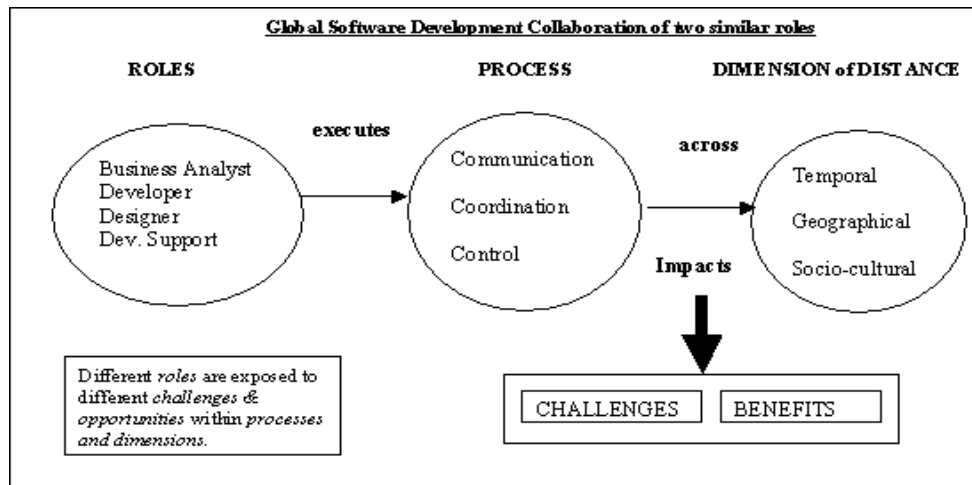 Global Software Development Collaboration of two similar roles
ROLES
PROCESS
DIMENSION of DISTANCE
executes
across
Business Analyst
Developer
Designer
Dev. Support
Communication
Coordination
Control
Temporal
Geographical
Socio-cultural
Impacts
Different roles are exposed to
different challenges &
opportunities within processes
and dimensions.
CHALLENGES
BENEFITS